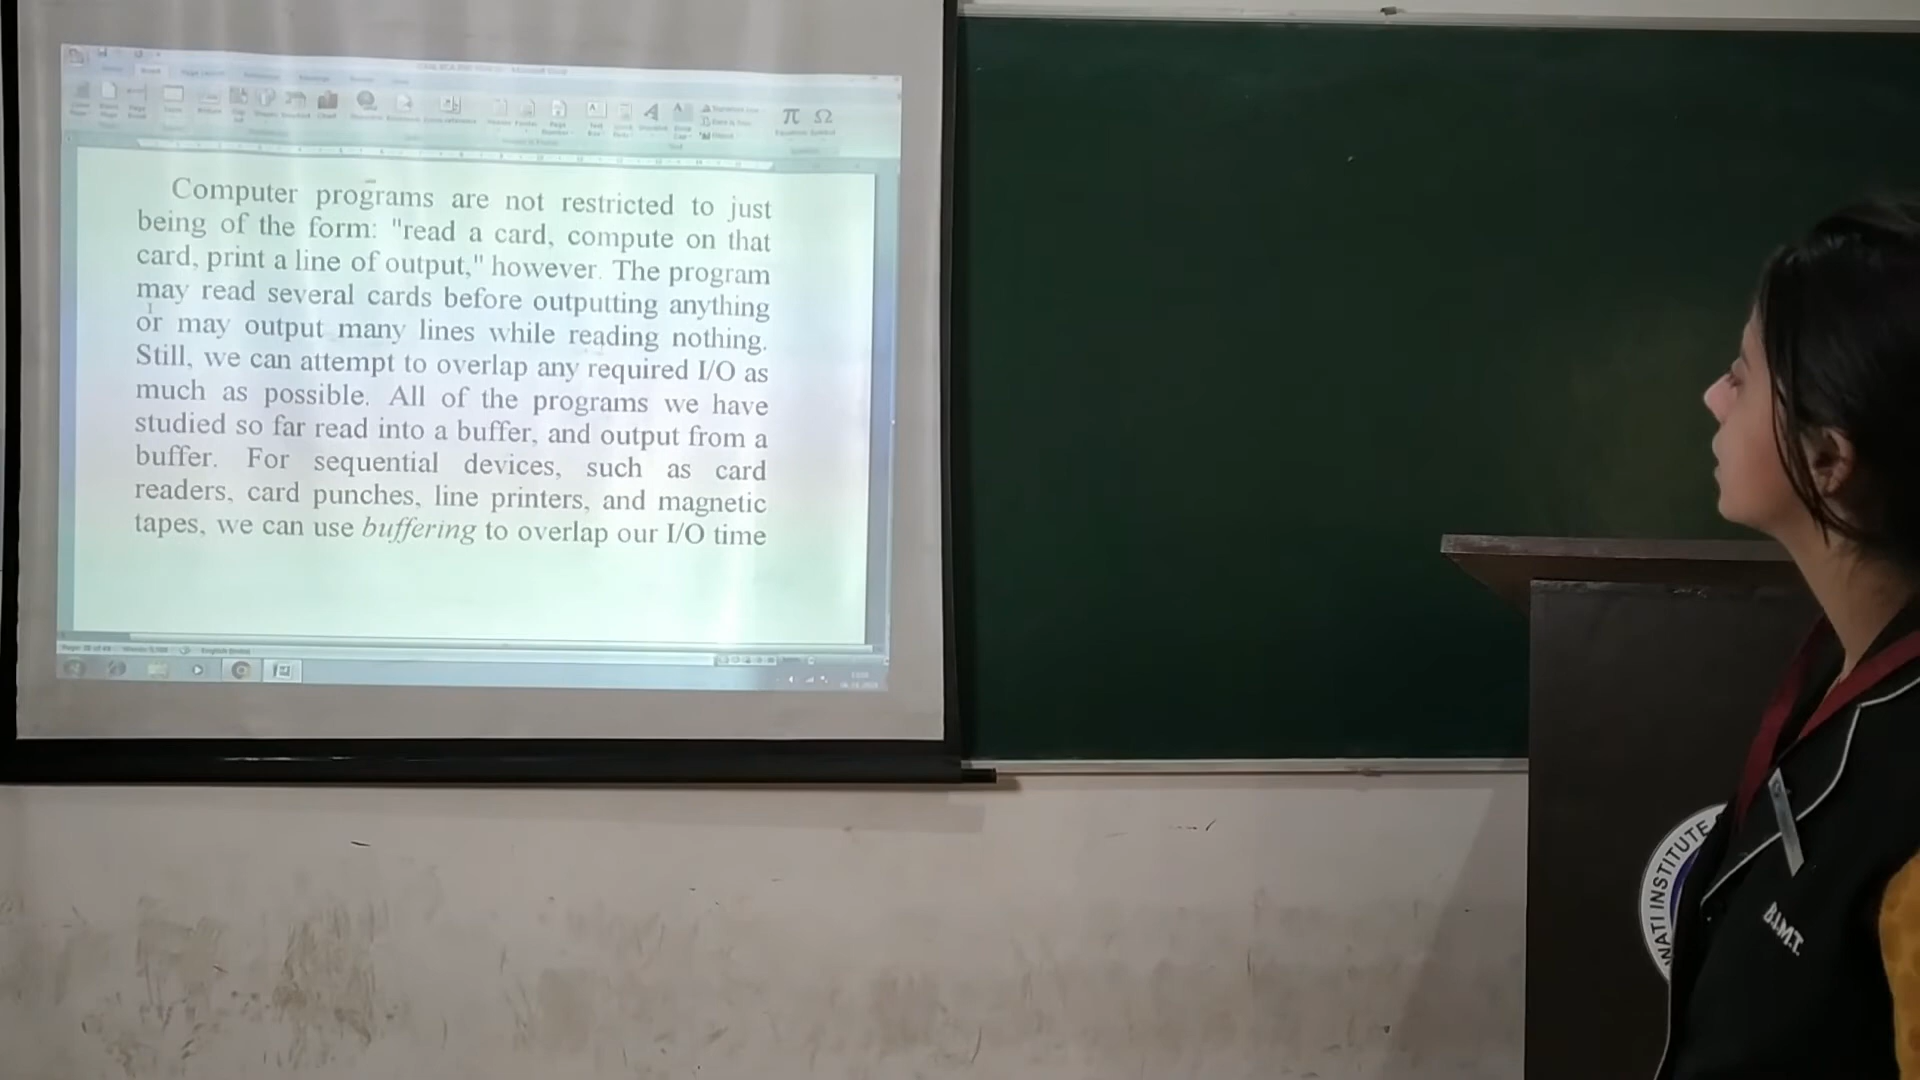 Computer programs are not restricted to just
being of the form: "read a card, compute on that
card, print a line of output," however. The program
may read several cards before outputting anything
or may output many lines while reading nothing.
Still, we can attempt to overlap any required I/O as
much as possible. All of the programs we have
studied so far read into a buffer, and output from a
buffer. For sequential devices, such as card
readers, card punches, line printers, and magnetic
tapes, we can use buffering to overlap our I/O time
π Ω
INSTITUTE
B.I.M.T.